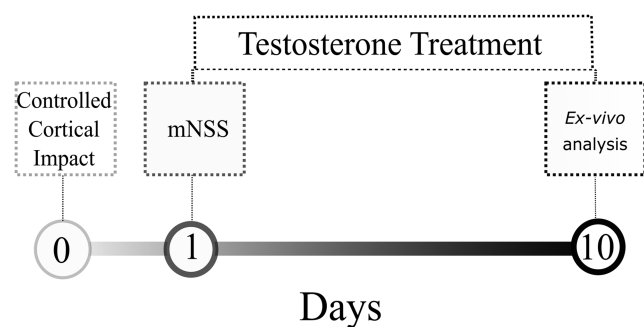 Testosterone Treatment
Controlled
Cortical
Impact
mNSS
Ex-vivo
analysis
0
1
10
Days